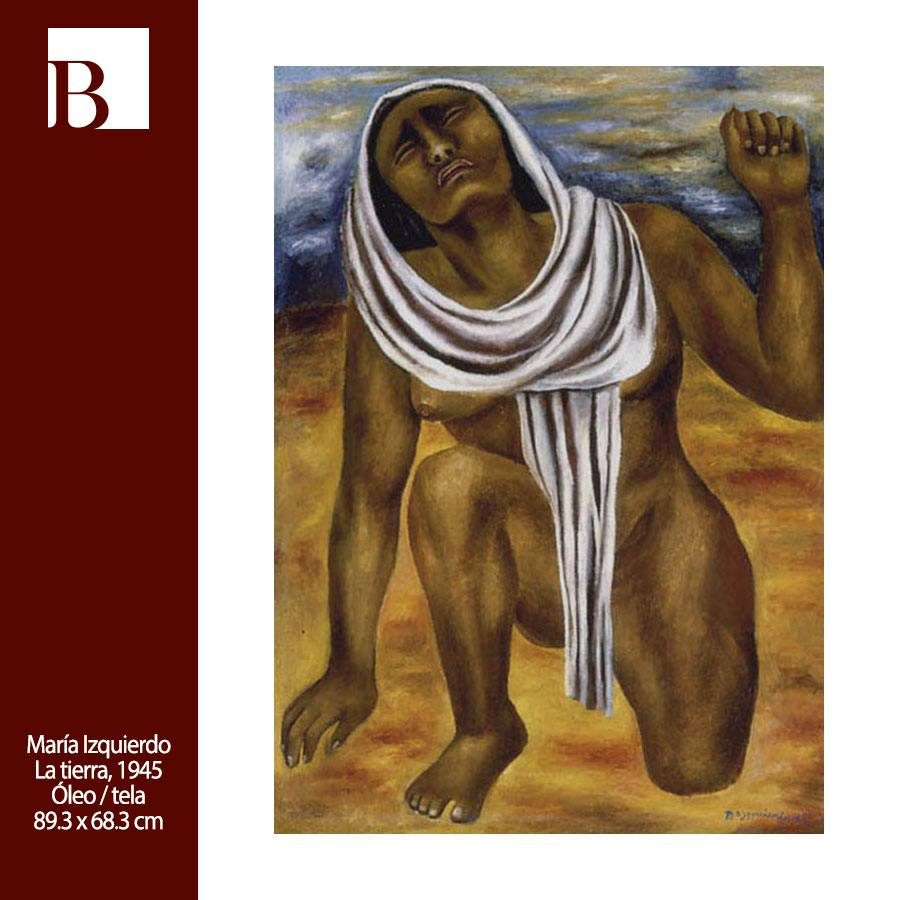 B
María Izquierdo
La tierra, 1945
Óleo / tela
89.3 x 68.3 cm